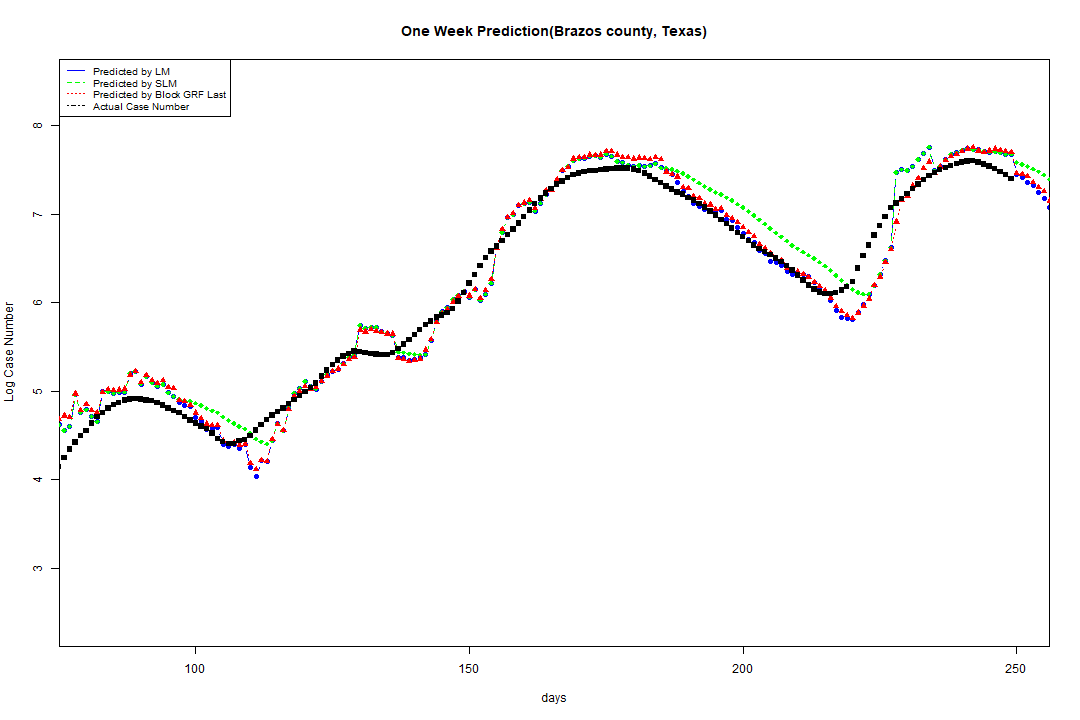 One Week Prediction(Brazos county, Texas)
Predicted by LM
Predicted by SLM
Predicted by Block GRF Last
Actual Case Number
8
7
6
5
4
3
Log Case Number
100 150 200 250
days